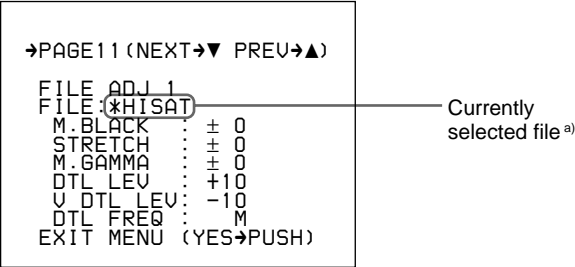 ➔PAGE11(NEXT➔▼ PREV➔▲)
FILE ADJ 1
FILE:*HISAT
M.BLACK : ± 0
STRETCH : ± 0
M.GAMMA : ± 0
DTL LEV : +10
V DTL LEV: -10
DTL FREQ : M
EXIT MENU (YES➔PUSH)
Currently
selected file a)